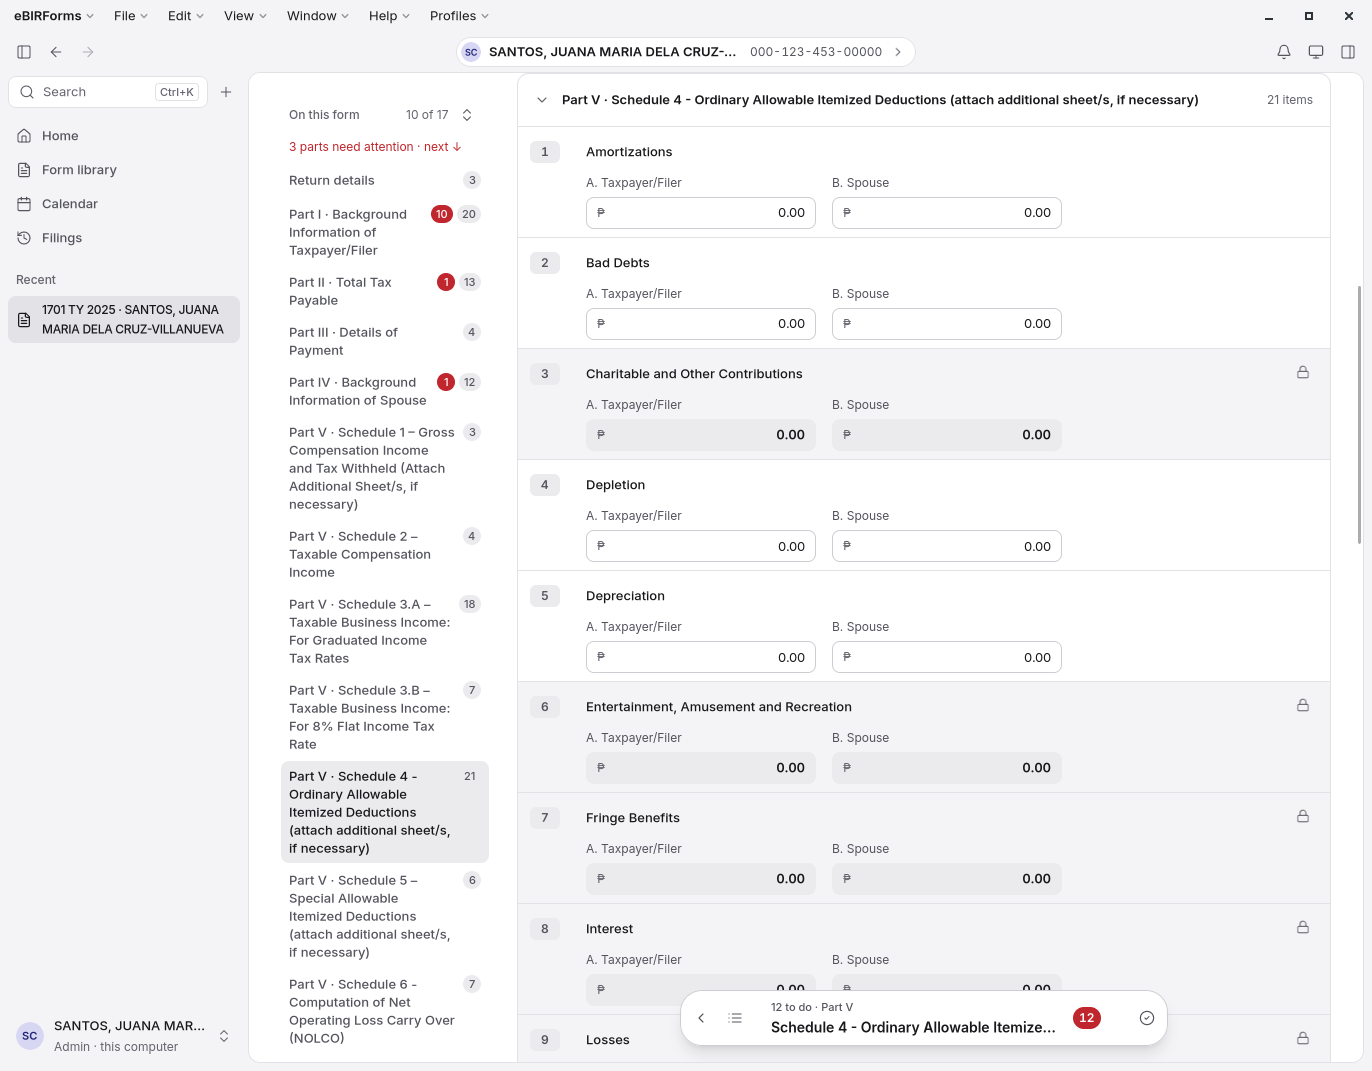 eBIRForms File Edit View Window Help Profiles
SC SANTOS, JUANA MARIA DELA CRUZ-... 000-123-453-00000
Search Ctrl+K
Home
Form library
Calendar
Filings
Recent
1701 TY 2025 · SANTOS, JUANA
MARIA DELA CRUZ-VILLANUEVA
SC SANTOS, JUANA MAR...
Admin · this computer
On this form 10 of 17
3 parts need attention · next ↓
Return details 3
Part I · Background 10 20
Information of
Taxpayer/Filer
Part II · Total Tax 1 13
Payable
Part III · Details of 4
Payment
Part IV · Background 1 12
Information of Spouse
Part V · Schedule 1 – Gross 3
Compensation Income
and Tax Withheld (Attach
Additional Sheet/s, if
necessary)
Part V · Schedule 2 – 4
Taxable Compensation
Income
Part V · Schedule 3.A – 18
Taxable Business Income:
For Graduated Income
Tax Rates
Part V · Schedule 3.B – 7
Taxable Business Income:
For 8% Flat Income Tax
Rate
Part V · Schedule 4 - 21
Ordinary Allowable
Itemized Deductions
(attach additional sheet/s,
if necessary)
Part V · Schedule 5 – 6
Special Allowable
Itemized Deductions
(attach additional sheet/s,
if necessary)
Part V · Schedule 6 - 7
Computation of Net
Operating Loss Carry Over
(NOLCO)
Part V · Schedule 4 - Ordinary Allowable Itemized Deductions (attach additional sheet/s, if necessary) 21 items
1 Amortizations
A. Taxpayer/Filer B. Spouse
₱ 0.00 ₱ 0.00
2 Bad Debts
A. Taxpayer/Filer B. Spouse
₱ 0.00 ₱ 0.00
3 Charitable and Other Contributions
A. Taxpayer/Filer B. Spouse
₱ 0.00 ₱ 0.00
4 Depletion
A. Taxpayer/Filer B. Spouse
₱ 0.00 ₱ 0.00
5 Depreciation
A. Taxpayer/Filer B. Spouse
₱ 0.00 ₱ 0.00
6 Entertainment, Amusement and Recreation
A. Taxpayer/Filer B. Spouse
₱ 0.00 ₱ 0.00
7 Fringe Benefits
A. Taxpayer/Filer B. Spouse
₱ 0.00 ₱ 0.00
8 Interest
A. Taxpayer/Filer B. Spouse
₱ 0.00 ₱ 0.00
9 Losses
12 to do · Part V
Schedule 4 - Ordinary Allowable Itemize... 12